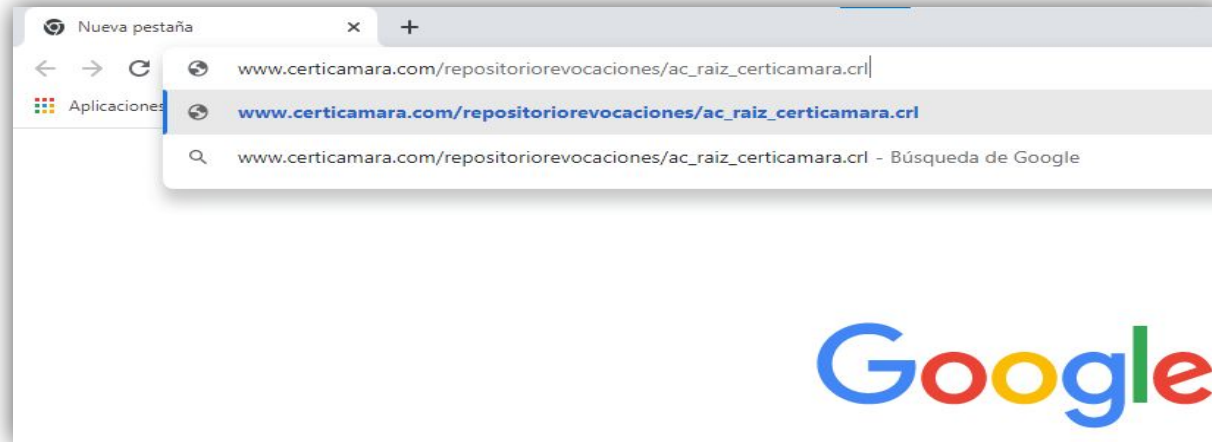 Nueva pestaña
www.certicamara.com/repositoriorevocaciones/ac_raiz_certicamara.crl
Aplicaciones
www.certicamara.com/repositoriorevocaciones/ac_raiz_certicamara.crl
www.certicamara.com/repositoriorevocaciones/ac_raiz_certicamara.crl - Búsqueda de Google
Google